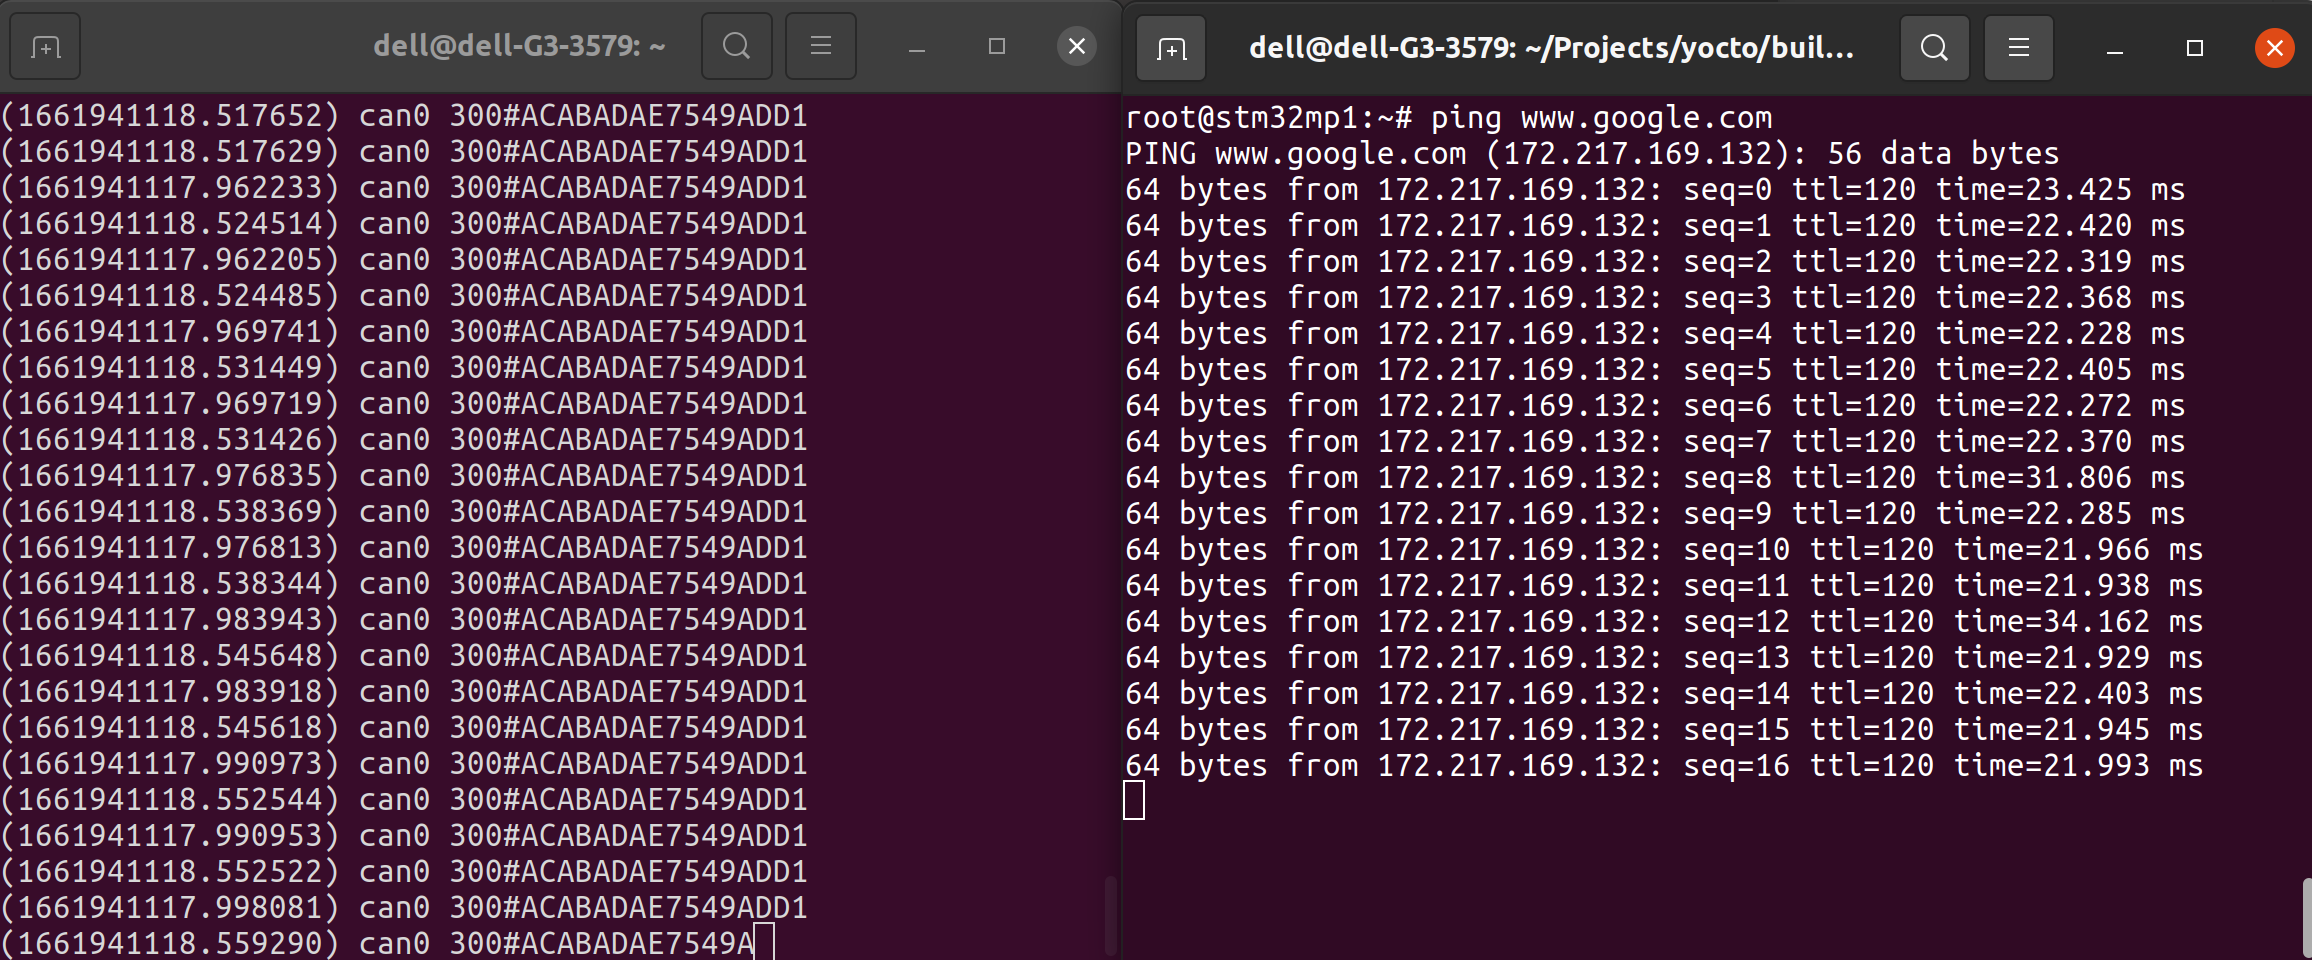 dell@dell-G3-3579: ~
(1661941118.517652) can0 300#ACABADAE7549ADD1
(1661941118.517629) can0 300#ACABADAE7549ADD1
(1661941117.962233) can0 300#ACABADAE7549ADD1
(1661941118.524514) can0 300#ACABADAE7549ADD1
(1661941117.962205) can0 300#ACABADAE7549ADD1
(1661941118.524485) can0 300#ACABADAE7549ADD1
(1661941117.969741) can0 300#ACABADAE7549ADD1
(1661941118.531449) can0 300#ACABADAE7549ADD1
(1661941117.969719) can0 300#ACABADAE7549ADD1
(1661941118.531426) can0 300#ACABADAE7549ADD1
(1661941117.976835) can0 300#ACABADAE7549ADD1
(1661941118.538369) can0 300#ACABADAE7549ADD1
(1661941117.976813) can0 300#ACABADAE7549ADD1
(1661941118.538344) can0 300#ACABADAE7549ADD1
(1661941117.983943) can0 300#ACABADAE7549ADD1
(1661941118.545648) can0 300#ACABADAE7549ADD1
(1661941117.983918) can0 300#ACABADAE7549ADD1
(1661941118.545618) can0 300#ACABADAE7549ADD1
(1661941117.990973) can0 300#ACABADAE7549ADD1
(1661941118.552544) can0 300#ACABADAE7549ADD1
(1661941117.990953) can0 300#ACABADAE7549ADD1
(1661941118.552522) can0 300#ACABADAE7549ADD1
(1661941117.998081) can0 300#ACABADAE7549ADD1
(1661941118.559290) can0 300#ACABADAE7549A
dell@dell-G3-3579: ~/Projects/yocto/buil...
root@stm32mp1:~# ping www.google.com
PING www.google.com (172.217.169.132): 56 data bytes
64 bytes from 172.217.169.132: seq=0 ttl=120 time=23.425 ms
64 bytes from 172.217.169.132: seq=1 ttl=120 time=22.420 ms
64 bytes from 172.217.169.132: seq=2 ttl=120 time=22.319 ms
64 bytes from 172.217.169.132: seq=3 ttl=120 time=22.368 ms
64 bytes from 172.217.169.132: seq=4 ttl=120 time=22.228 ms
64 bytes from 172.217.169.132: seq=5 ttl=120 time=22.405 ms
64 bytes from 172.217.169.132: seq=6 ttl=120 time=22.272 ms
64 bytes from 172.217.169.132: seq=7 ttl=120 time=22.370 ms
64 bytes from 172.217.169.132: seq=8 ttl=120 time=31.806 ms
64 bytes from 172.217.169.132: seq=9 ttl=120 time=22.285 ms
64 bytes from 172.217.169.132: seq=10 ttl=120 time=21.966 ms
64 bytes from 172.217.169.132: seq=11 ttl=120 time=21.938 ms
64 bytes from 172.217.169.132: seq=12 ttl=120 time=34.162 ms
64 bytes from 172.217.169.132: seq=13 ttl=120 time=21.929 ms
64 bytes from 172.217.169.132: seq=14 ttl=120 time=22.403 ms
64 bytes from 172.217.169.132: seq=15 ttl=120 time=21.945 ms
64 bytes from 172.217.169.132: seq=16 ttl=120 time=21.993 ms